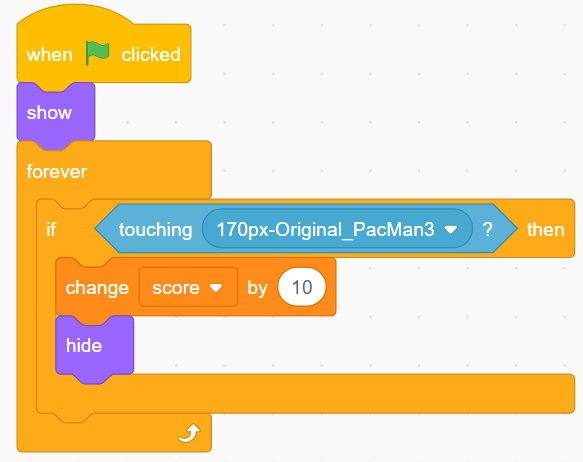 when clicked
show
forever
if touching 170px-Original_PacMan3 ? then
change score by 10
hide